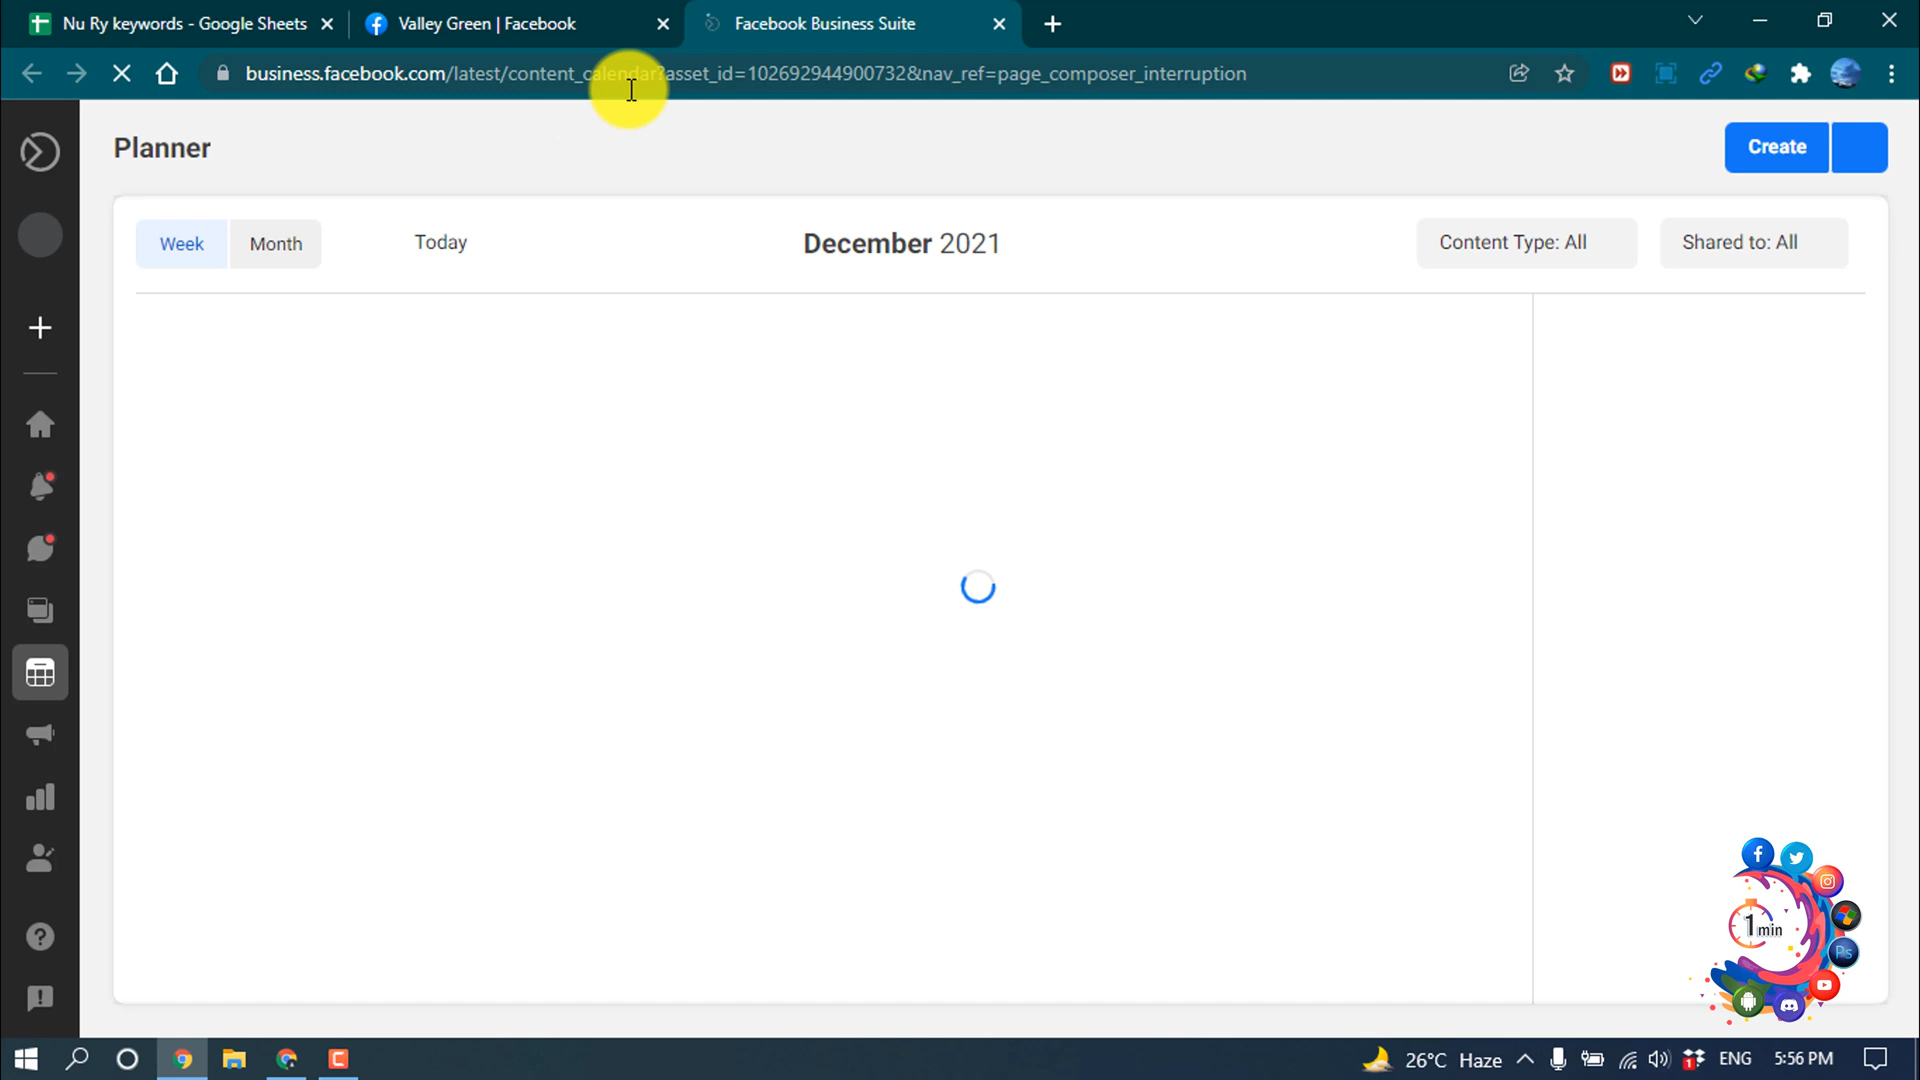 Nu Ry keywords - Google Sheets
Valley Green | Facebook
Facebook Business Suite
business.facebook.com/latest/content_calendar?asset_id=102692944900732&nav_ref=page_composer_interruption
Planner
Create
Week
Month
Today
December 2021
Content Type: All
Shared to: All
1 min
Ps
26°C Haze
1
ENG
5:56 PM